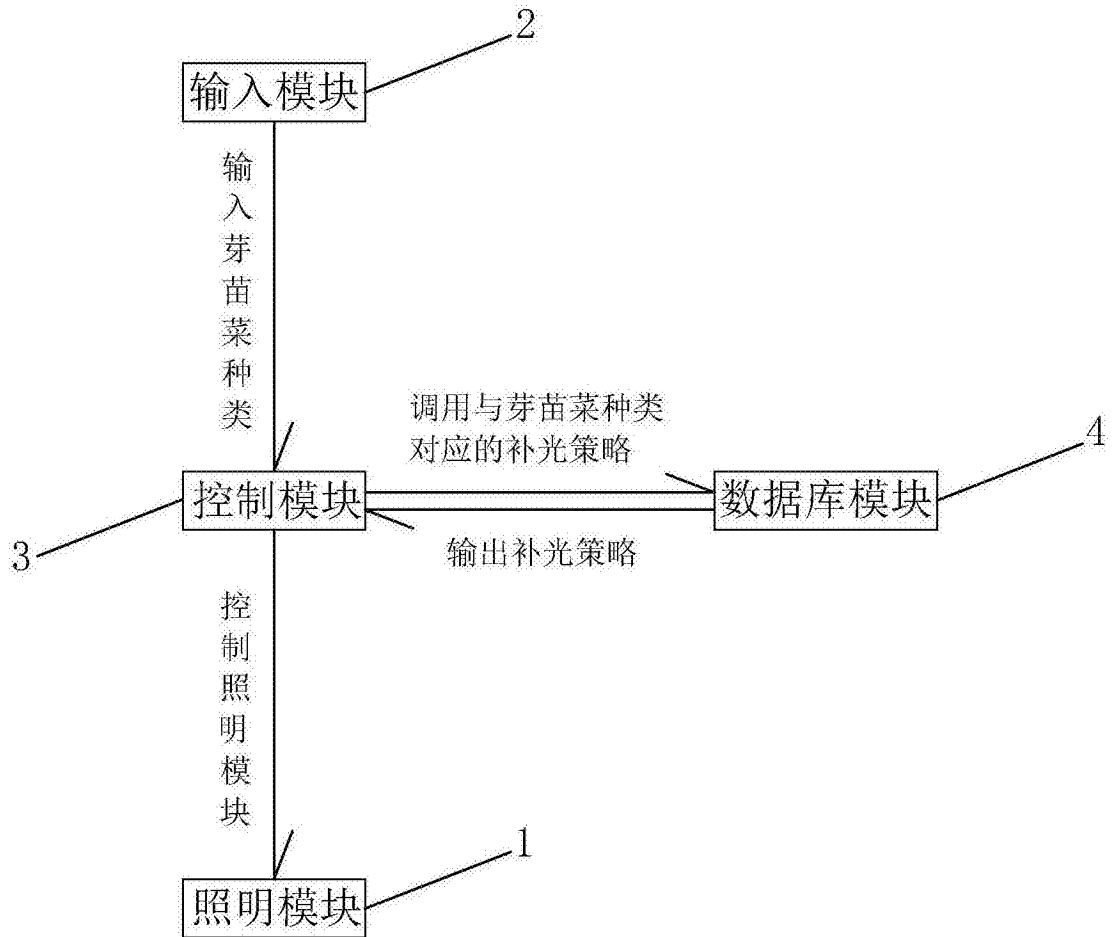 2
输入模块
输入芽苗菜种类
调用与芽苗菜种类
对应的补光策略
4
控制模块
数据库模块
3
输出补光策略
控制照明模块
1
照明模块